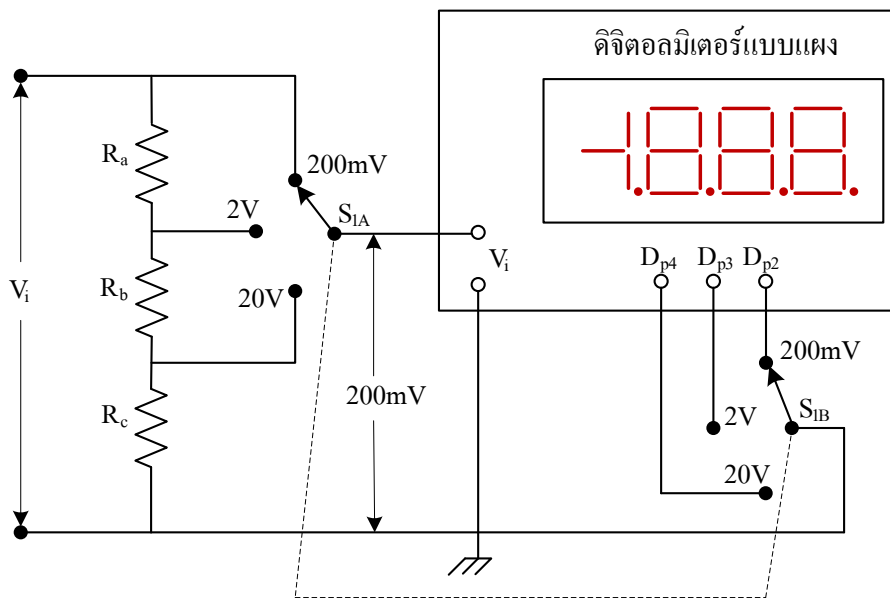 ดิจิตอลมิเตอร์แบบแผง
-1.8.8.8.
Ra
200mV
S1A
2V
Vi
Dp4 Dp3 Dp2
Vi
Rb
20V
200mV
Rc
200mV
2V
S1B
20V